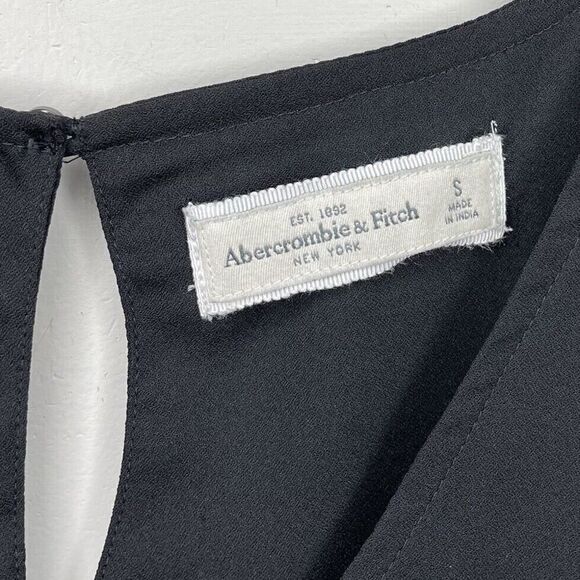 EST. 1892
Abercrombie & Fitch
NEW YORK
S
MADE
IN INDIA